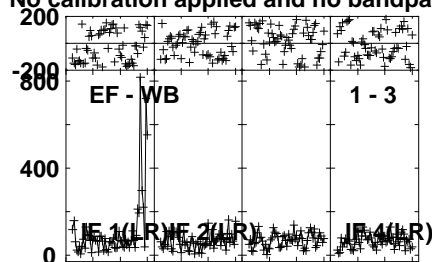 No calibration applied and no bandpa
200
-200
800
EF - WB
1 - 3
400
IF 1(LR)
IF 2(LR)
IF 4(LR)
0